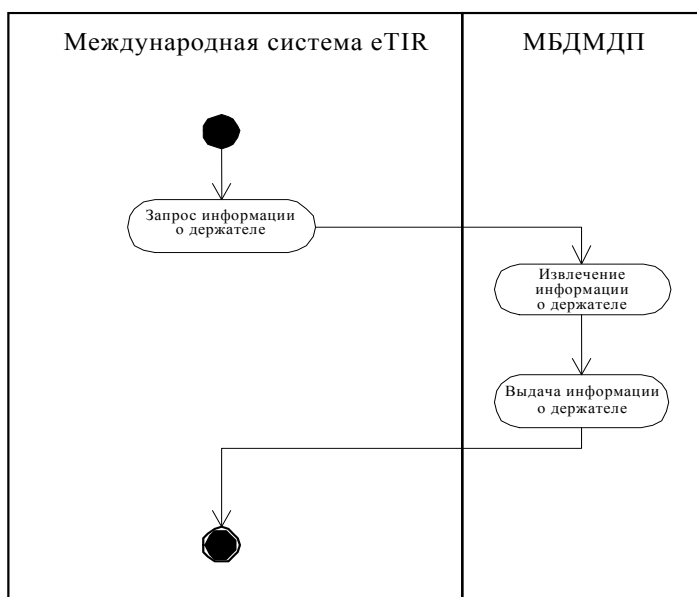 Международная система eTIR
МБДМДП
Запрос информации
о держателе
Извлечение
информации
о держателе
Выдача информации
о держателе